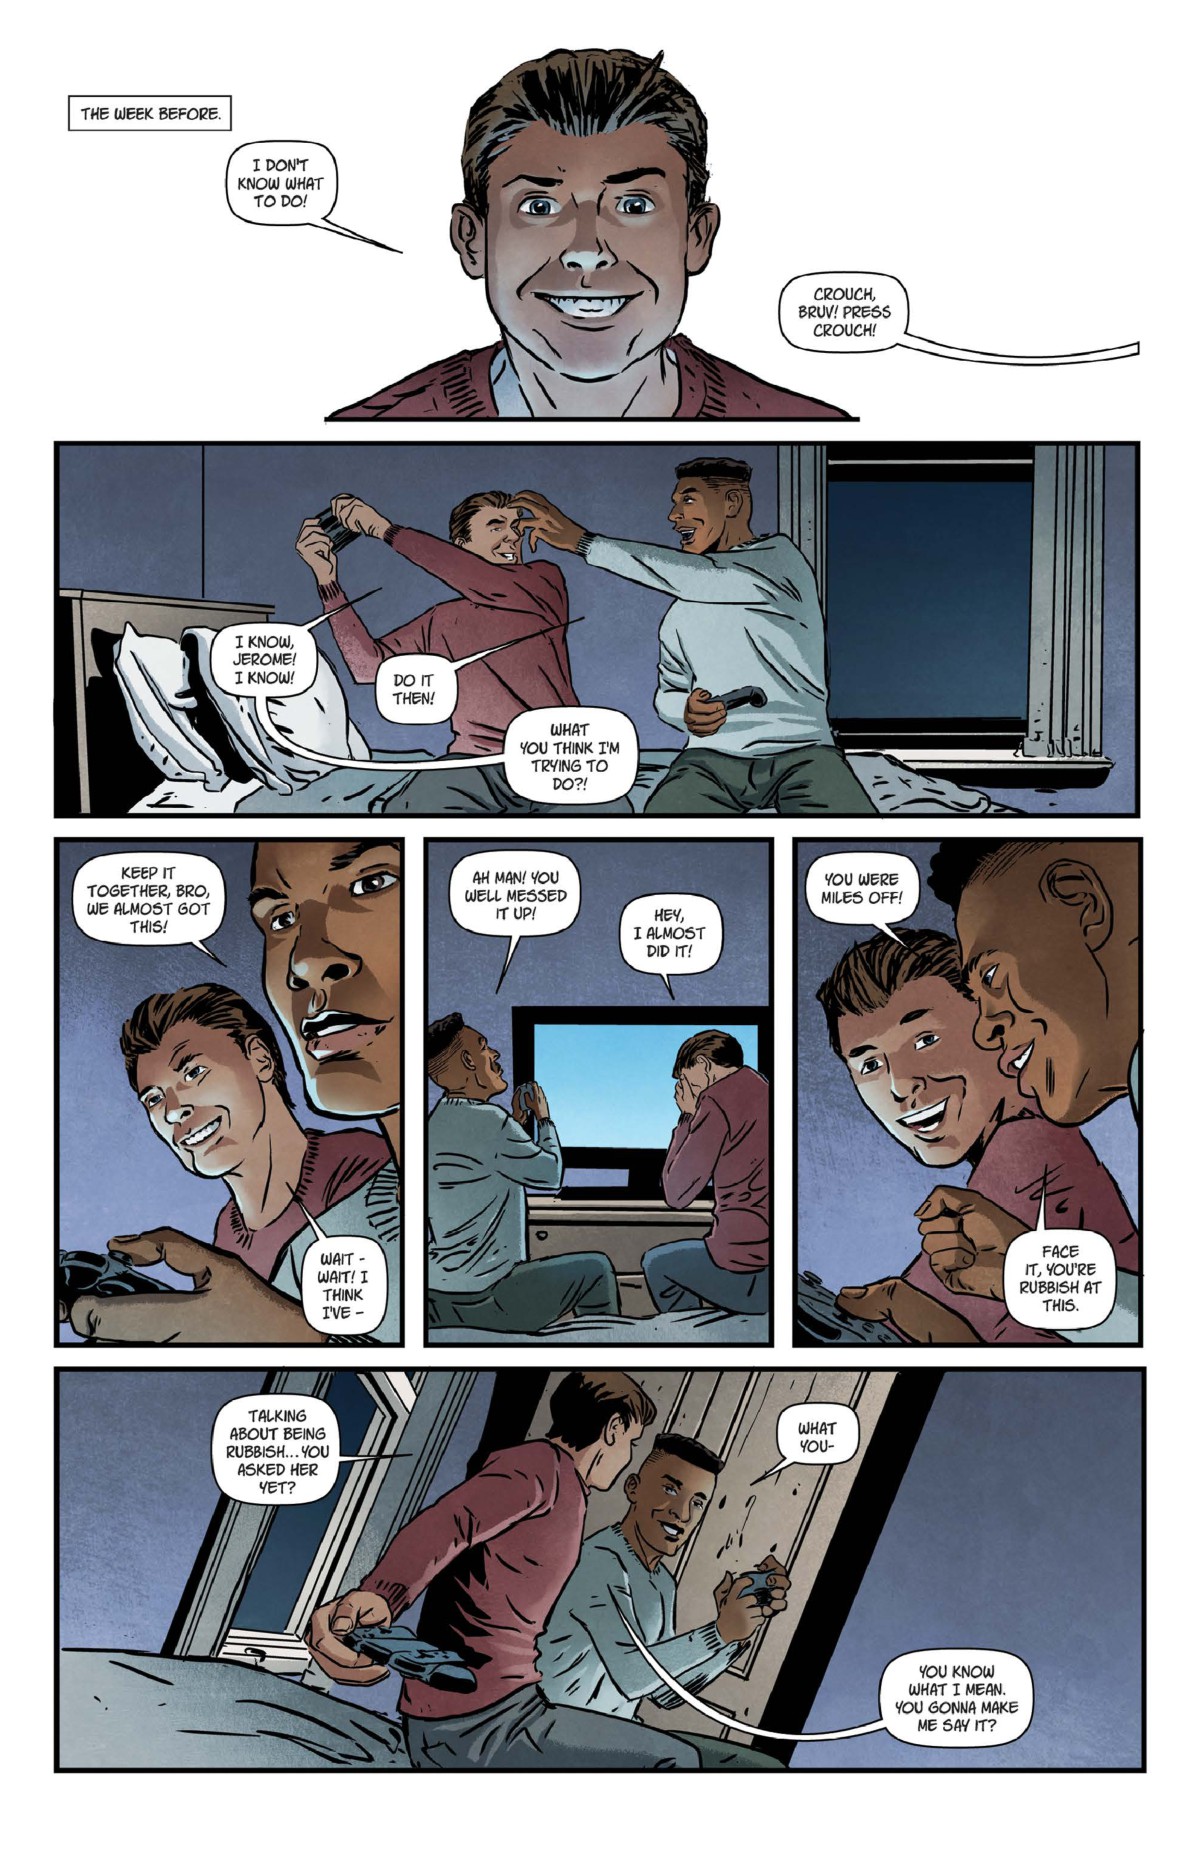 THE WEEK BEFORE.
I DON'T
KNOW WHAT
TO DO!
CROUCH,
BRUV! PRESS
CROUCH!
I KNOW,
JEROME!
I KNOW!
DO IT
THEN!
WHAT
YOU THINK I'M
TRYING TO
DO?!
KEEP IT
TOGETHER, BRO,
WE ALMOST GOT
THIS!
WAIT -
WAIT! I
THINK
I'VE -
AH MAN! YOU
WELL MESSED
IT UP!
HEY,
I ALMOST
DID IT!
YOU WERE
MILES OFF!
FACE
IT, YOU'RE
RUBBISH AT
THIS.
TALKING
ABOUT BEING
RUBBISH...YOU
ASKED HER
YET?
WHAT
YOU-
YOU KNOW
WHAT I MEAN.
YOU GONNA MAKE
ME SAY IT?